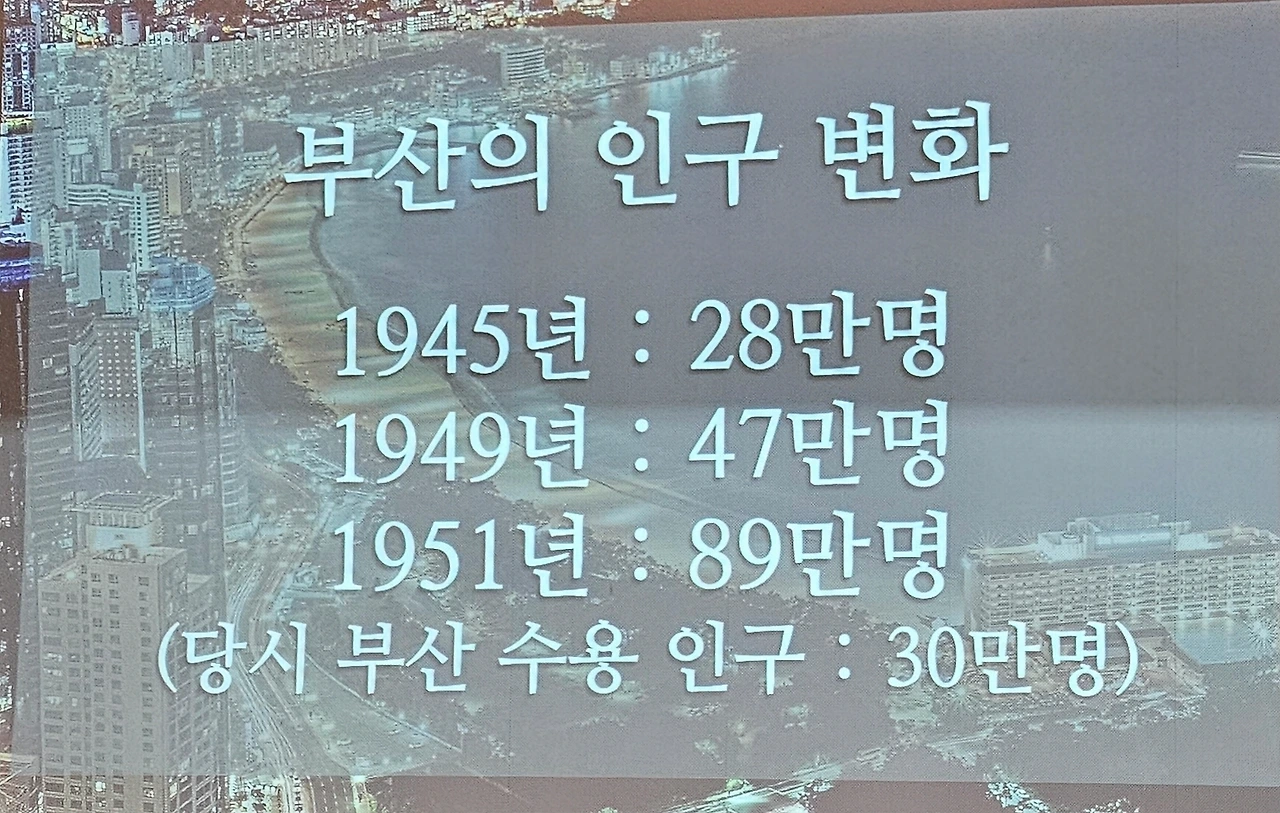 부산의 인구 변화
1945년 : 28만명
1949년 : 47만명
1951년 : 89만명
(당시 부산 수용 인구 : 30만명)